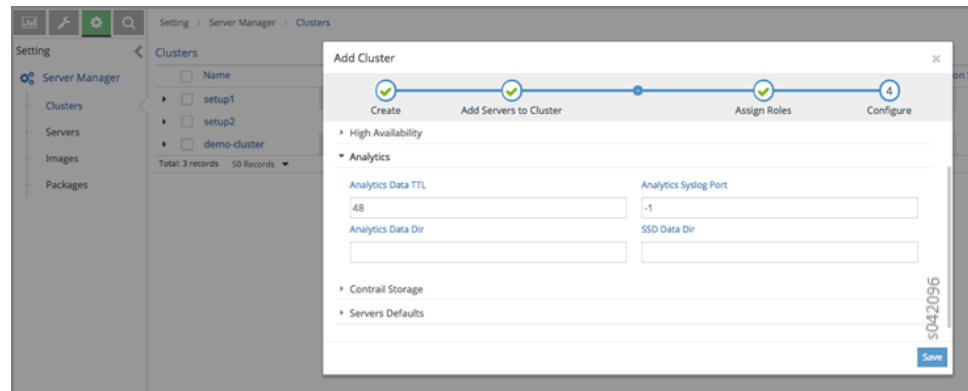 Setting > Server Manager > Clusters
Setting
Server Manager
Clusters
Servers
Images
Packages
Clusters
Name
setup1
setup2
demo-cluster
Total: 3 records 50 Records
on S
Add Cluster
×
Create
Add Servers to Cluster
Assign Roles
4
Configure
High Availability
Analytics
Analytics Data TTL
48
Analytics Syslog Port
-1
Analytics Data Dir
SSD Data Dir
Contrail Storage
Servers Defaults
Save
s042096